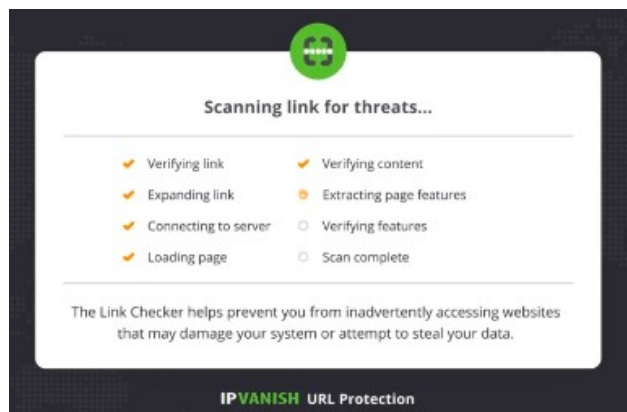 Scanning link for threats...
Verifying link
Expanding link
Connecting to server
Loading page
Verifying content
Extracting page features
Verifying features
Scan complete
The Link Checker helps prevent you from inadvertently accessing websites
that may damage your system or attempt to steal your data.
IPVANISH URL Protection